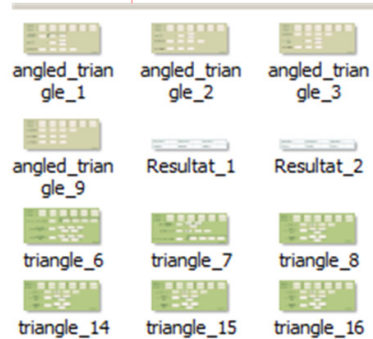 angled_trian angled_trian angled_trian
gle_1 gle_2 gle_3
angled_trian Resultat_1 Resultat_2
gle_9
triangle_6 triangle_7 triangle_8
triangle_14 triangle_15 triangle_16